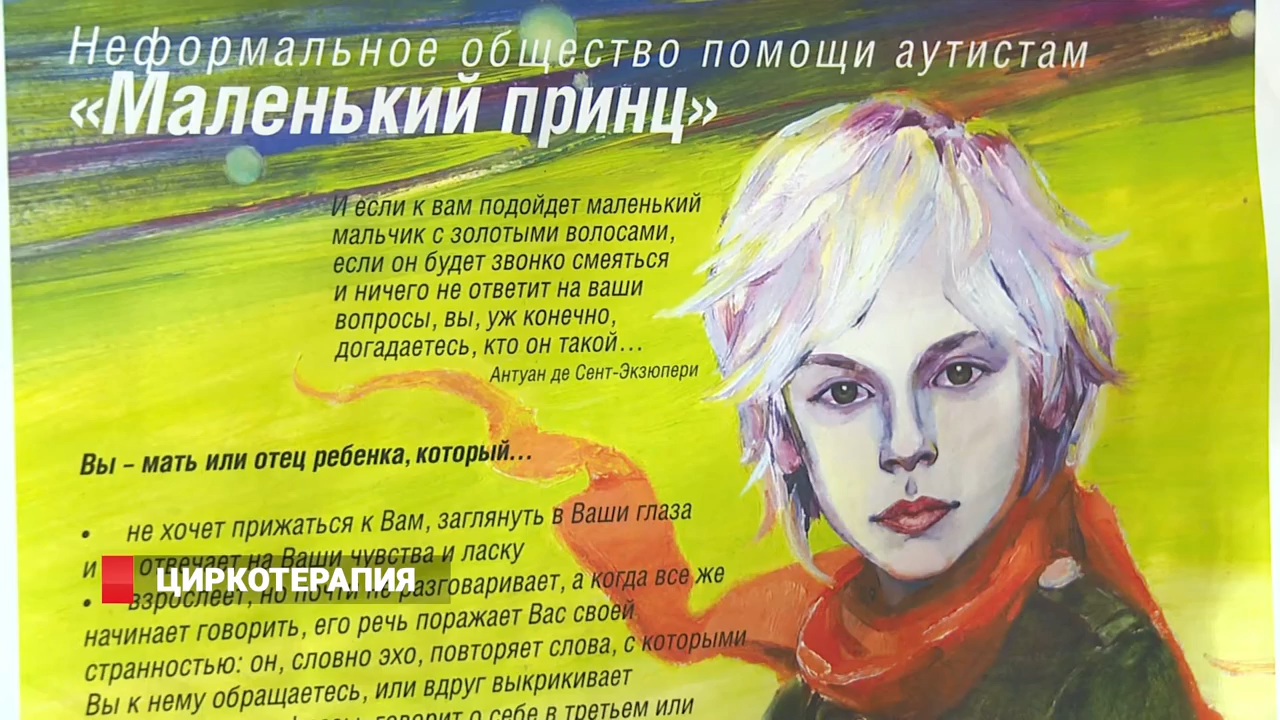 Неформальное общество помощи аутистам
«Маленький принц»
И если к вам подойдет маленький
мальчик с золотыми волосами,
если он будет звонко смеяться
и ничего не ответит на ваши
вопросы, вы, уж конечно,
догадаетесь, кто он такой…
Антуан де Сент-Экзюпери
Вы – мать или отец ребенка, который…
• не хочет прижаться к Вам, заглянуть в Ваши глаза
и отвечает на Ваши чувства и ласку
ЦИРКОТЕРАПИЯ
• взрослеет, но почти не разговаривает, а когда все же
начинает говорить, его речь поражает Вас своей
странностью: он, словно эхо, повторяет слова, с которыми
Вы к нему обращаетесь, или вдруг выкрикивает
говорит о себе в третьем или